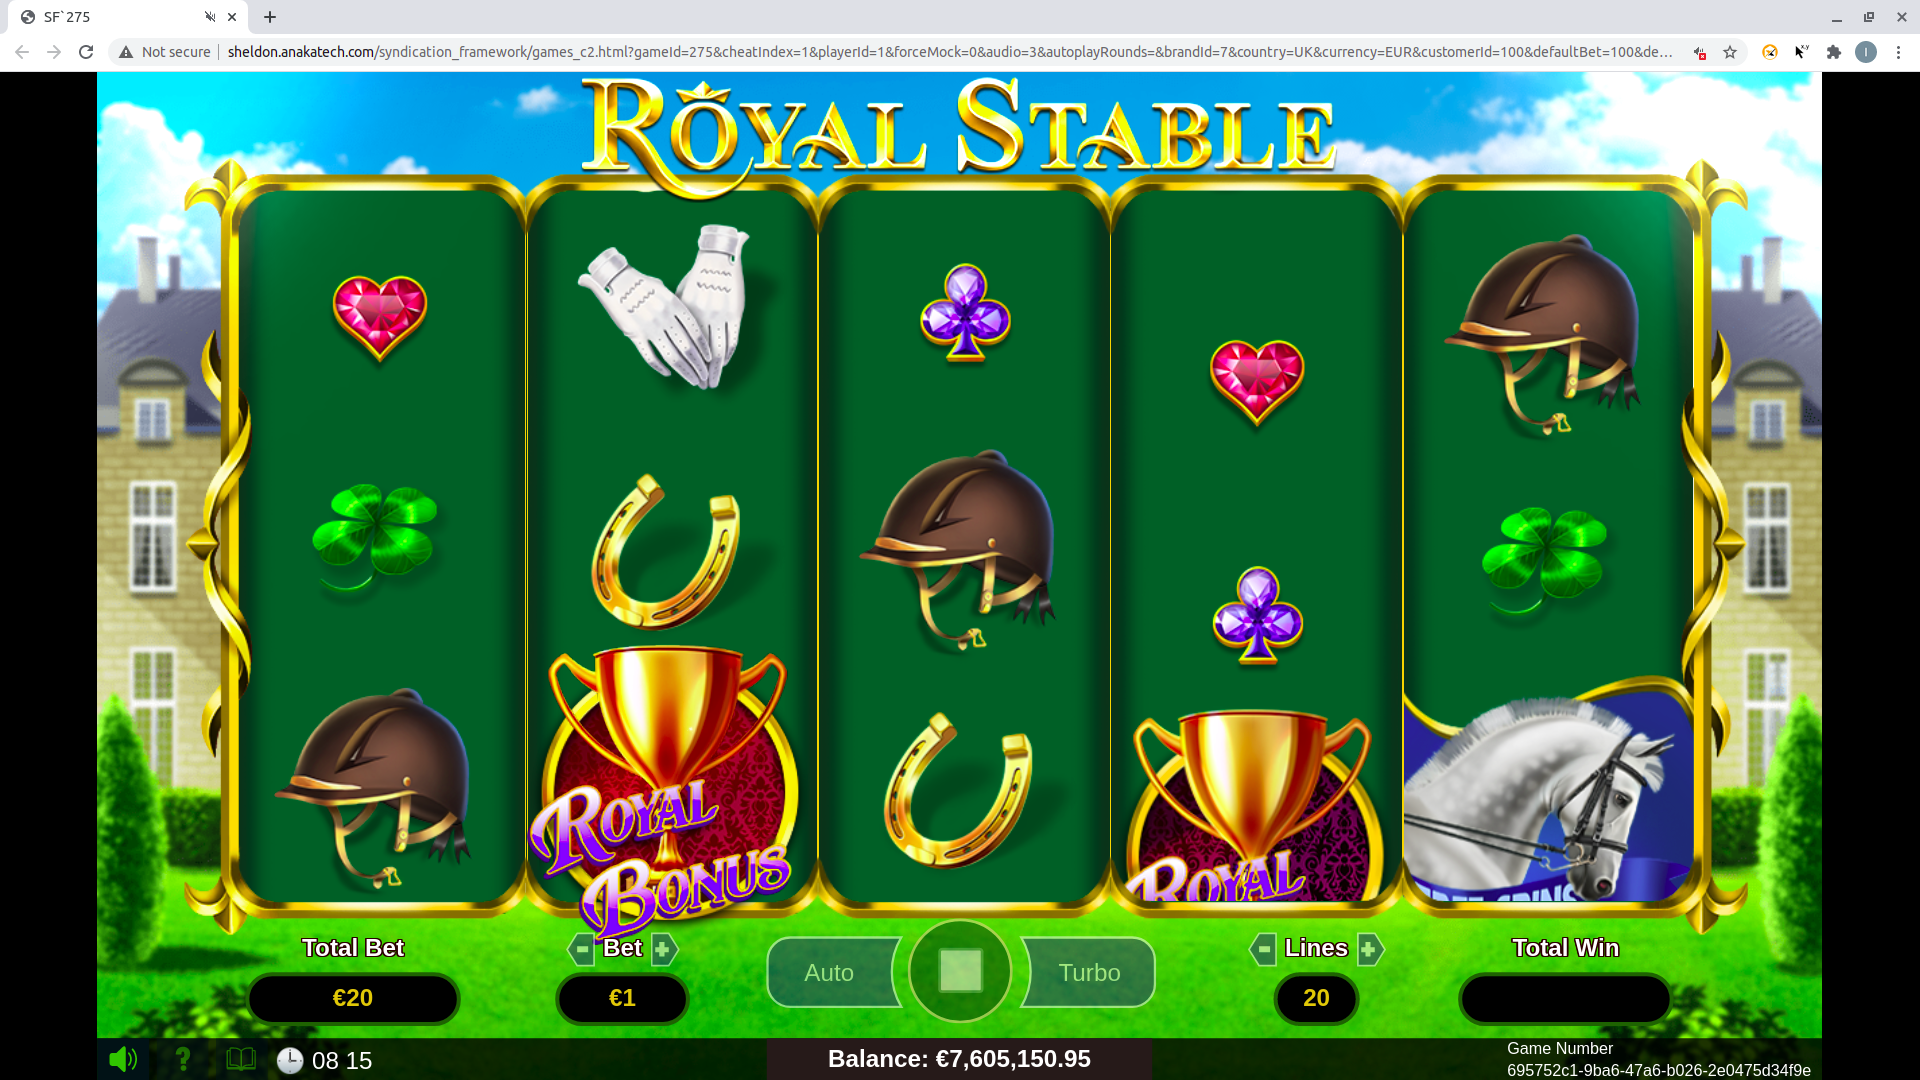 SF`275
Not secure
sheldon.anakatech.com/syndication_framework/games_c2.html?gameId=275&cheatIndex=1&playerId=1&forceMock=0&audio=3&autoplayRounds=&brandId=7&country=UK&currency=EUR&customerId=100&defaultBet=100&de...
I
ROYAL STABLE
ROYAL
BONUS
ROYAL
FREE SPINS
Total Bet
- Bet +
Auto
Turbo
- Lines +
Total Win
€20
€1
20
? 08 15
Balance: €7,605,150.95
Game Number
695752c1-9ba6-47a6-b026-2e0475d34f9e